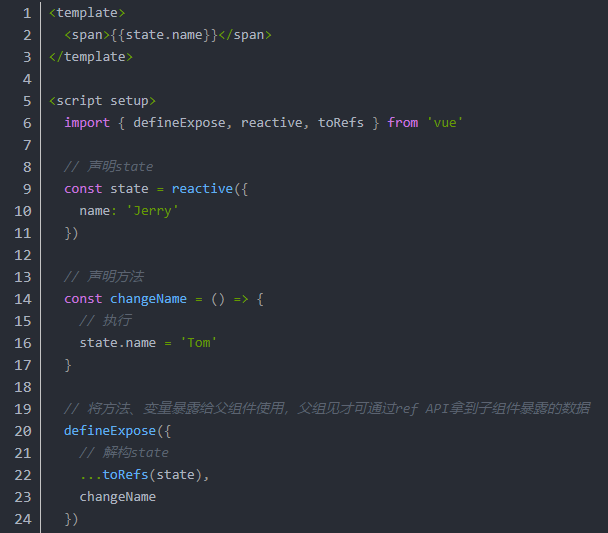 1 <template>
2   <span>{{state.name}}</span>
3 </template>
4
5 <script setup>
6   import { defineExpose, reactive, toRefs } from 'vue'
7
8   // 声明state
9   const state = reactive({
10     name: 'Jerry'
11   })
12
13   // 声明方法
14   const changeName = () => {
15     // 执行
16     state.name = 'Tom'
17   }
18
19   // 将方法、变量暴露给父组件使用，父组见才可通过ref API拿到子组件暴露的数据
20   defineExpose({
21     // 解构state
22     ...toRefs(state),
23     changeName
24   })